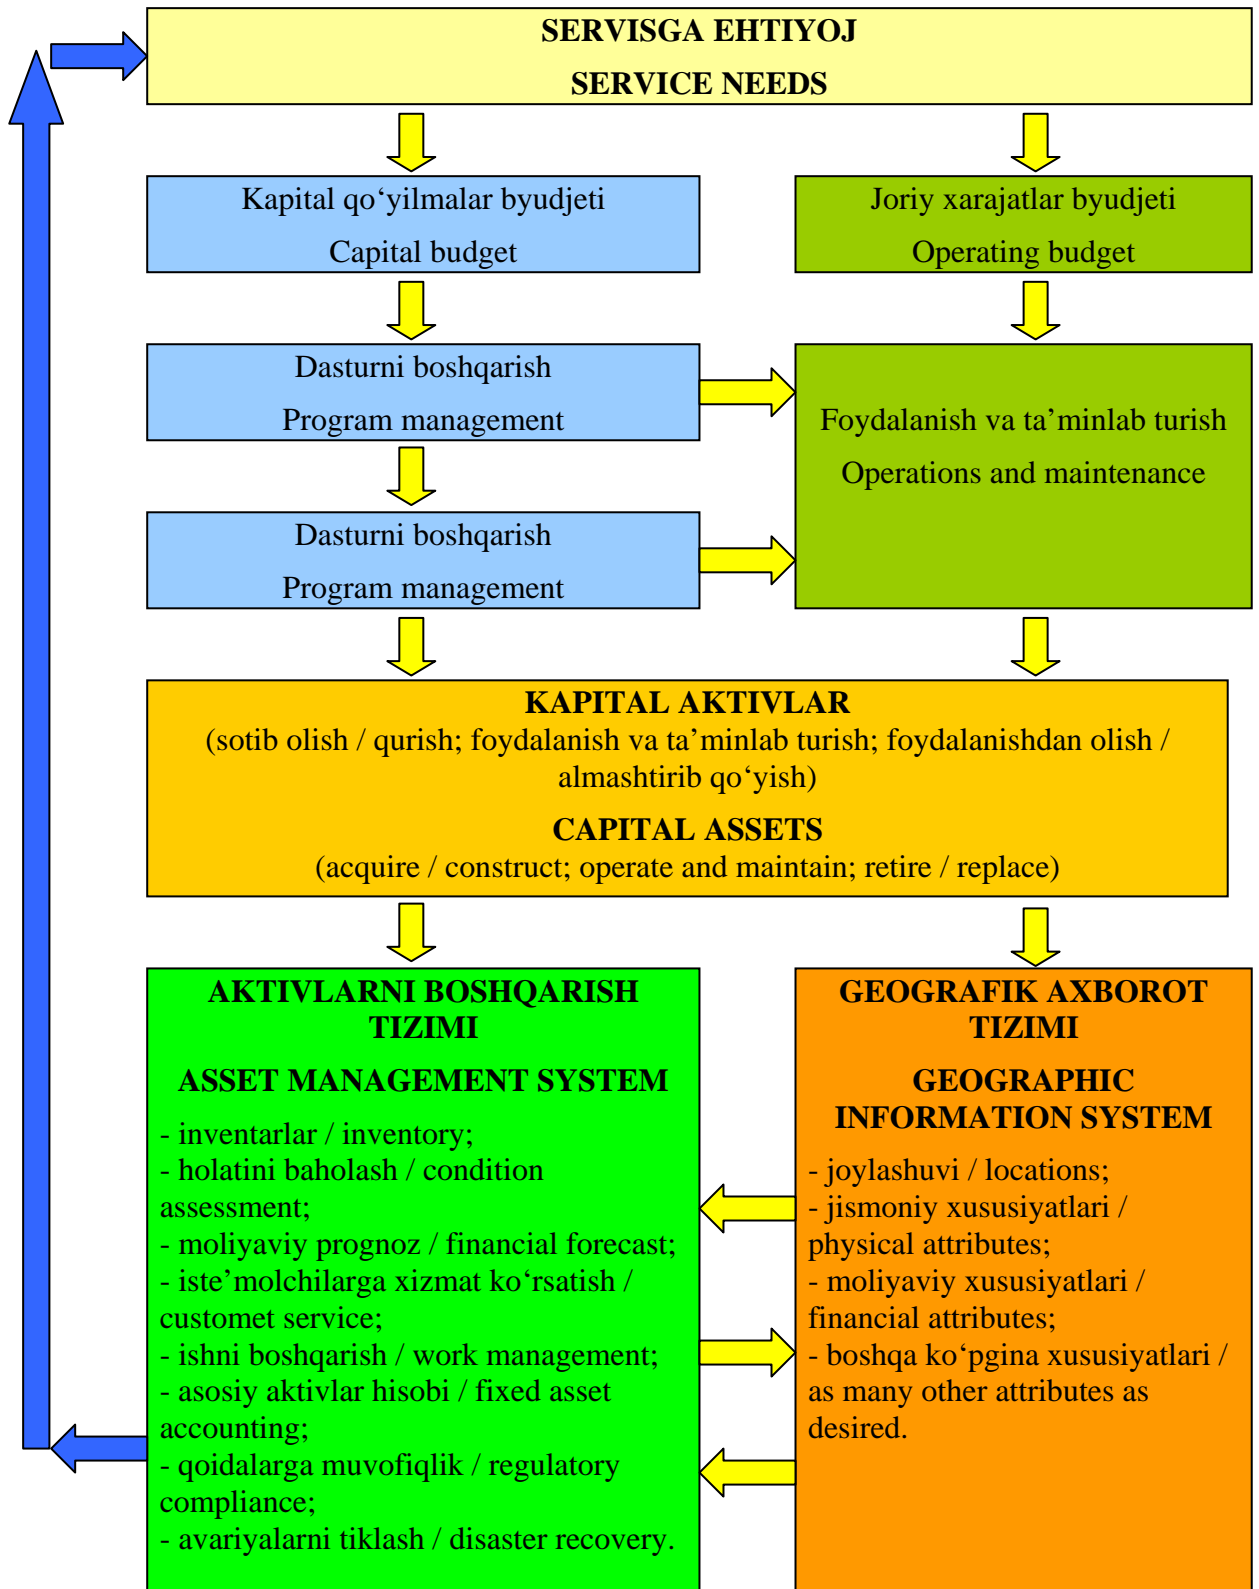 SERVISGA EHTIYOJ
SERVICE NEEDS
Kapital qo‘yilmalar byudjeti
Capital budget
Joriy xarajatlar byudjeti
Operating budget
Dasturni boshqarish
Program management
Foydalanish va ta’minlab turish
Operations and maintenance
Dasturni boshqarish
Program management
KAPITAL AKTIVLAR
(sotib olish / qurish; foydalanish va ta’minlab turish; foydalanishdan olish /
almashtirib qo‘yish)
CAPITAL ASSETS
(acquire / construct; operate and maintain; retire / replace)
AKTIVLARNI BOSHQARISH
TIZIMI
ASSET MANAGEMENT SYSTEM
- inventarlar / inventory;
- holatini baholash / condition
assessment;
- moliyaviy prognoz / financial forecast;
- iste’molchilarga xizmat ko‘rsatish /
customet service;
- ishni boshqarish / work management;
- asosiy aktivlar hisobi / fixed asset
accounting;
- qoidalarga muvofiqlik / regulatory
compliance;
- avariyalarni tiklash / disaster recovery.
GEOGRAFIK AXBOROT
TIZIMI
GEOGRAPHIC
INFORMATION SYSTEM
- joylashuvi / locations;
- jismoniy xususiyatlari /
physical attributes;
- moliyaviy xususiyatlari /
financial attributes;
- boshqa ko‘pgina xususiyatlari /
as many other attributes as
desired.